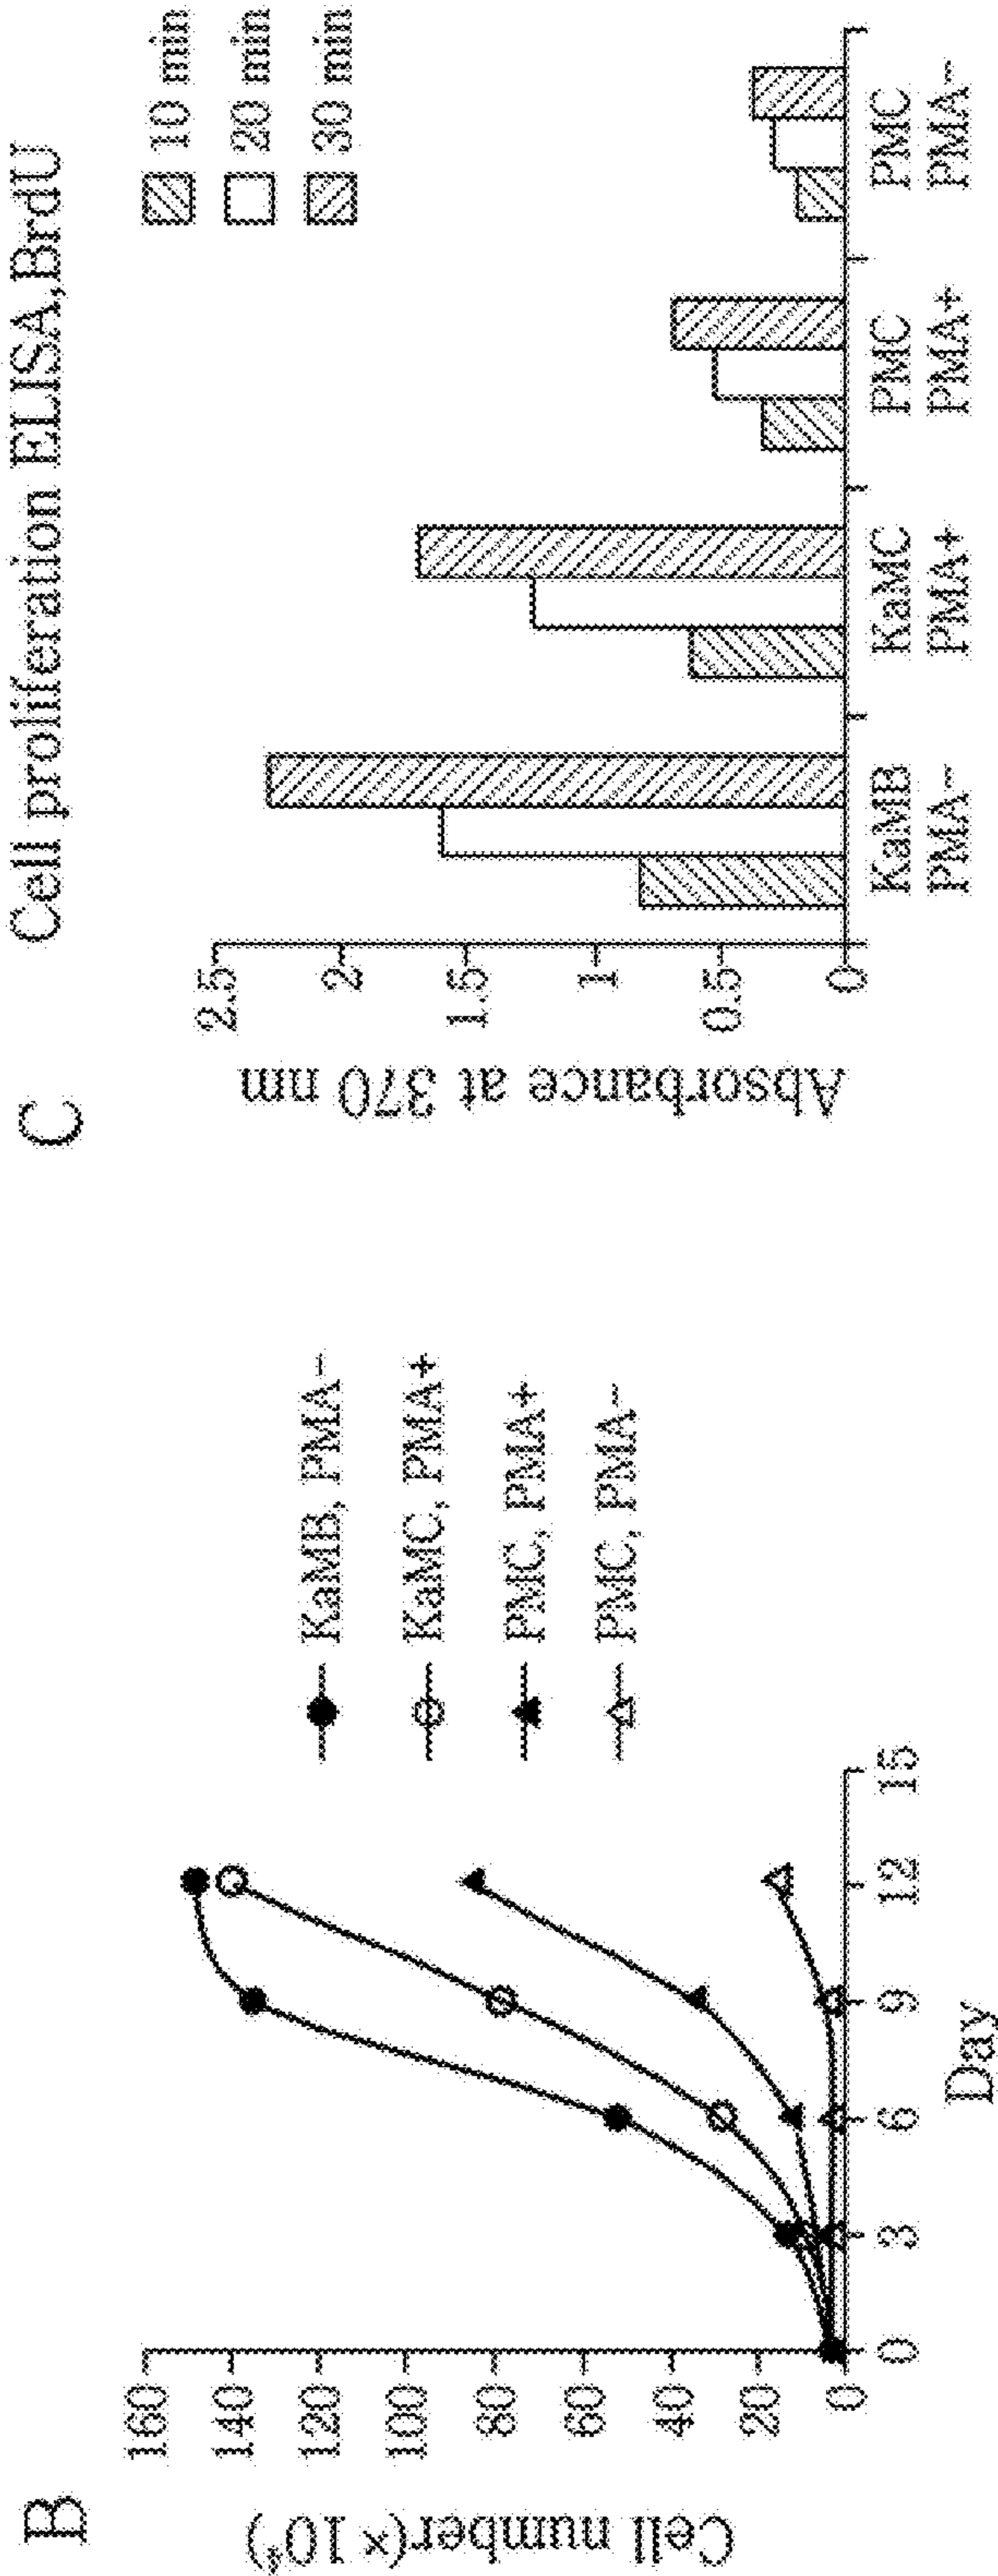 B
Cell number(×10⁴)
160
140
120
100
80
60
40
20
0
0 3 6 9 12 15
Day
KaMB, PMA−
KaMC, PMA+
PMC, PMA+
PMC, PMA−
C
Cell proliferation ELISA,BrdU
Absorbance at 370 nm
2.5
2
1.5
1
0.5
0
10 min
20 min
30 min
KaMB KaMC PMC PMC
PMA− PMA+ PMA+ PMA−